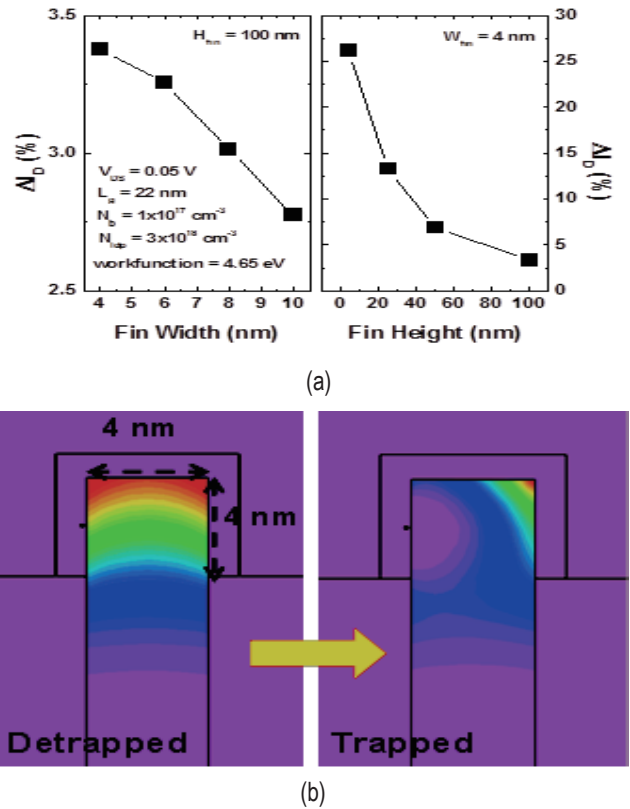 3.5
3.0
2.5
ΔI_D (%)
H_fin = 100 nm
V_DS = 0.05 V
L_g = 22 nm
N_b = 1x10^17 cm^-3
N_ldp = 3x10^18 cm^-3
workfunction = 4.65 eV
4 5 6 7 8 9 10
Fin Width (nm)
W_fin = 4 nm
30
25
20
15
10
5
0
ΔI_D (%)
0 20 40 60 80 100
Fin Height (nm)
(a)
4 nm
4 nm
Detrapped
Trapped
(b)